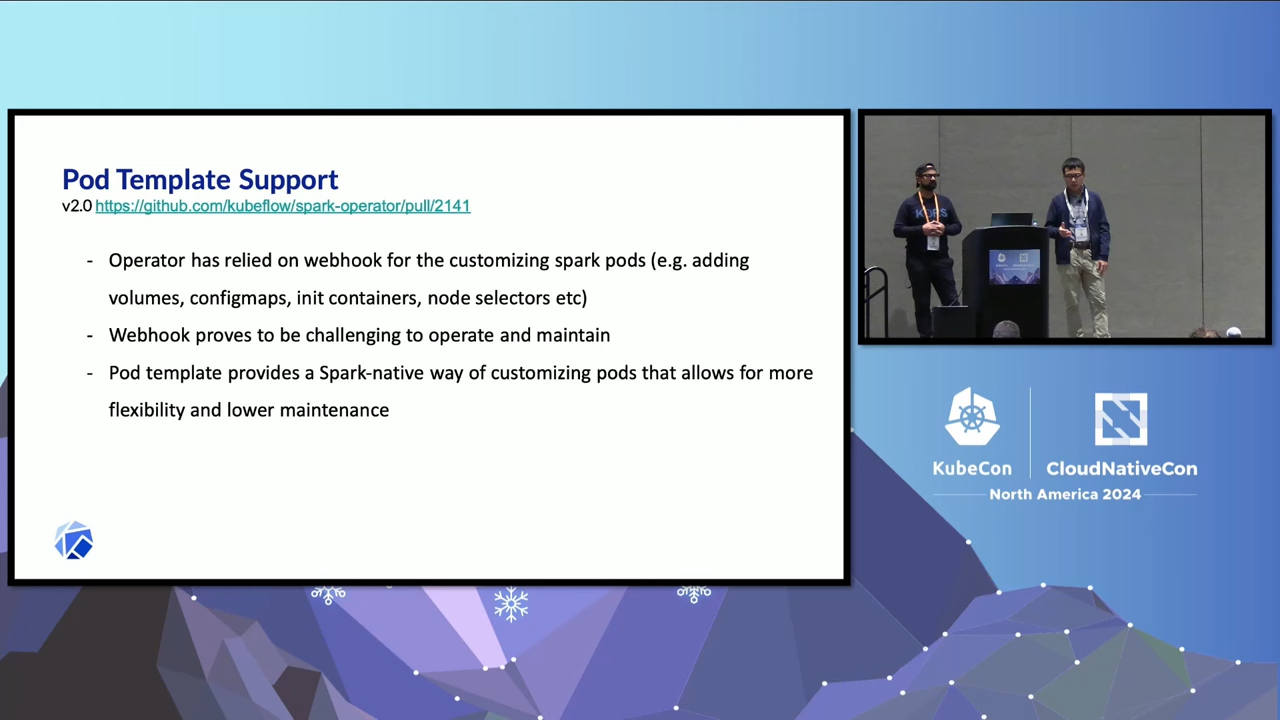 Pod Template Support
v2.0 https://github.com/kubeflow/spark-operator/pull/2141
- Operator has relied on webhook for the customizing spark pods (e.g. adding
volumes, configmaps, init containers, node selectors etc)
- Webhook proves to be challenging to operate and maintain
- Pod template provides a Spark-native way of customizing pods that allows for more
flexibility and lower maintenance
KubeCon
CloudNativeCon
North America 2024